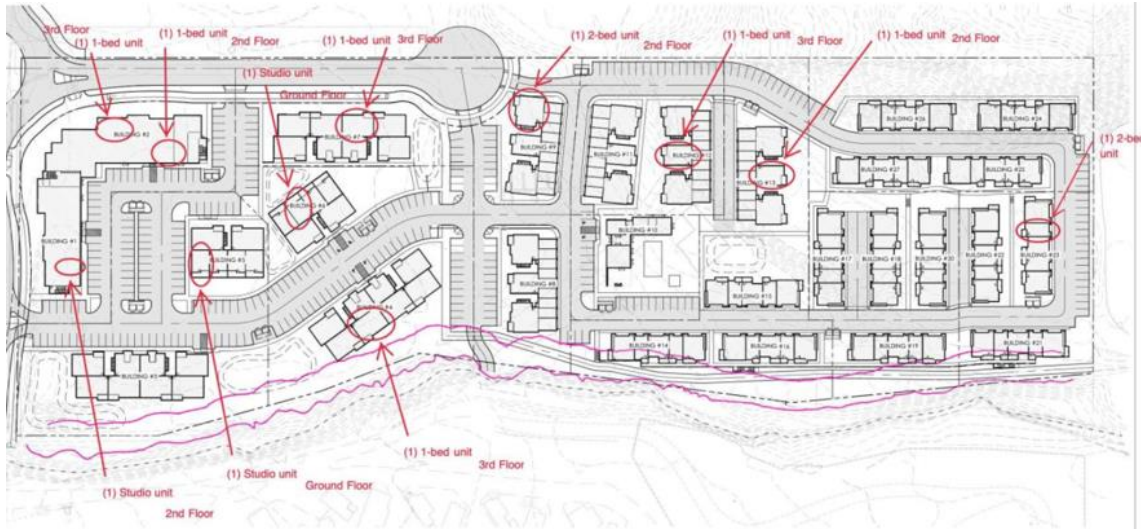 3rd Floor
(1) 1-bed unit
(1) 1-bed unit
2nd Floor
(1) 1-bed unit
3rd Floor
(1) 2-bed unit
2nd Floor
(1) 1-bed unit
3rd Floor
(1) 1-bed unit
2nd Floor
(1) Studio unit
Ground Floor
BUILDING #2
BUILDING #7
BUILDING #9
BUILDING #11
BUILDING
BUILDING #13
BUILDING #26
BUILDING #24
(1) 2-bed
unit
BUILDING #27
BUILDING #25
BUILDING #6
BUILDING #1
BUILDING #5
BUILDING #10
BUILDING #17
BUILDING #18
BUILDING #20
BUILDING #22
BUILDING #23
BUILDING #8
BUILDING #15
BUILDING #4
BUILDING #14
BUILDING #16
BUILDING #19
BUILDING #21
BUILDING #3
(1) Studio unit
2nd Floor
(1) Studio unit
Ground Floor
(1) 1-bed unit
3rd Floor